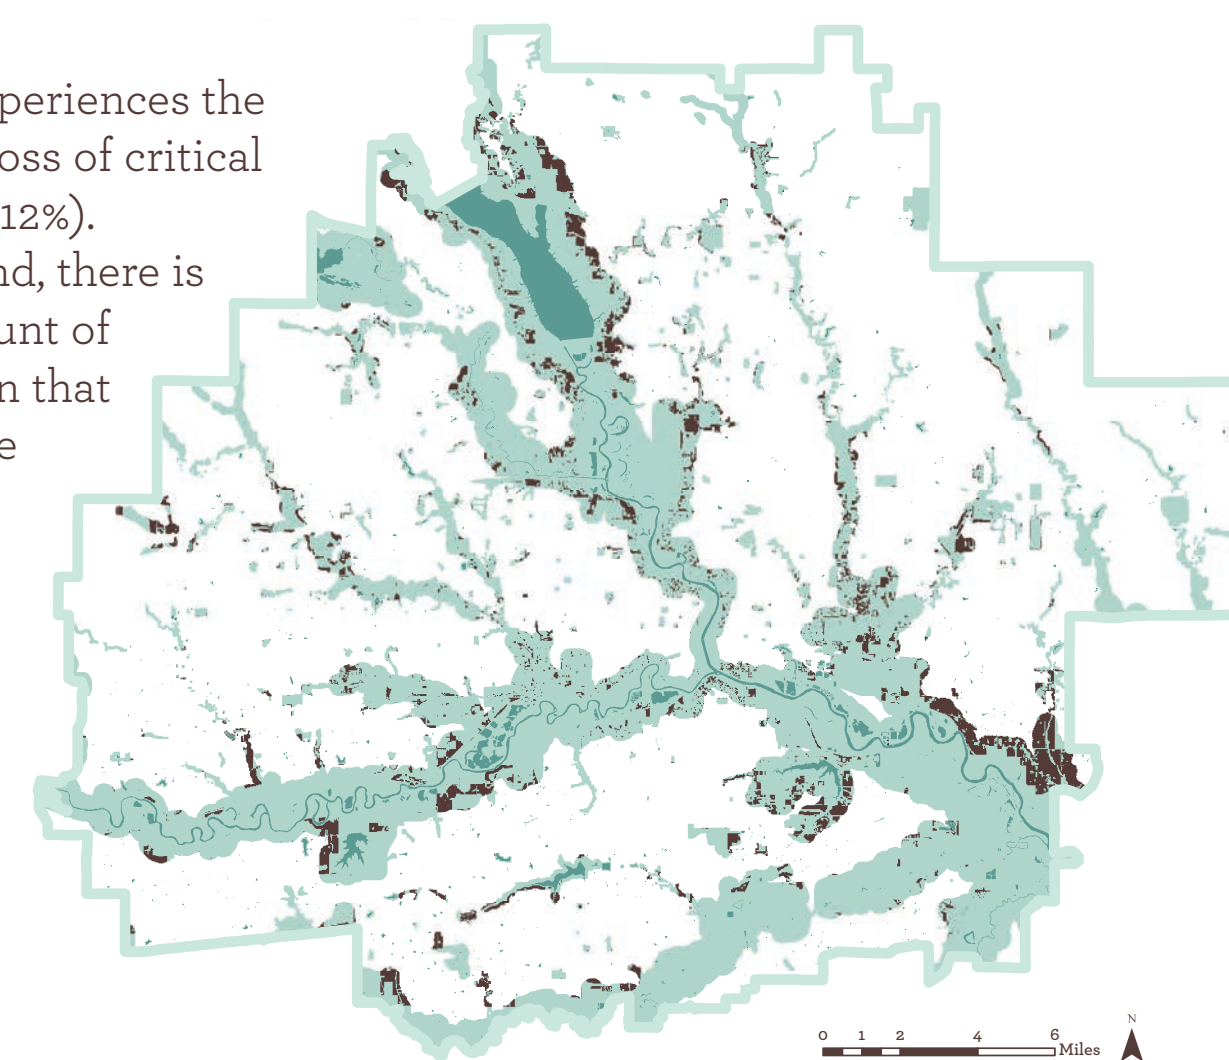 periences the
oss of critical
12%).
nd, there is
unt of
n that
e
N
0 1 2 4 6
Miles